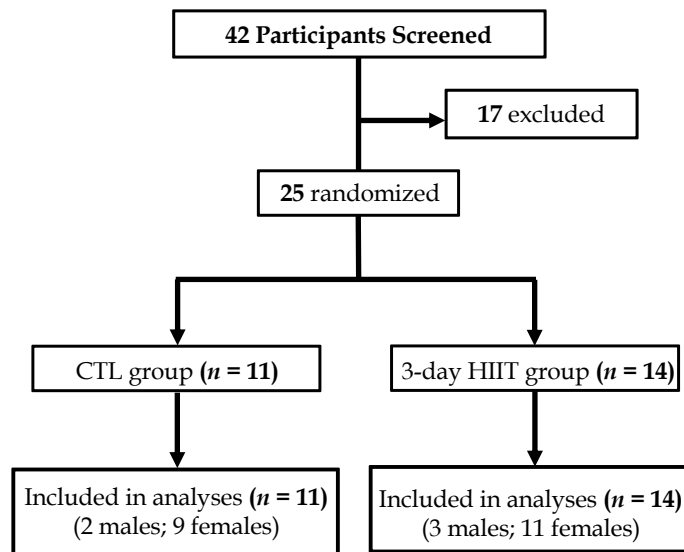 42 Participants Screened
17 excluded
25 randomized
CTL group (n = 11)
3-day HIIT group (n = 14)
Included in analyses (n = 11)
(2 males; 9 females)
Included in analyses (n = 14)
(3 males; 11 females)